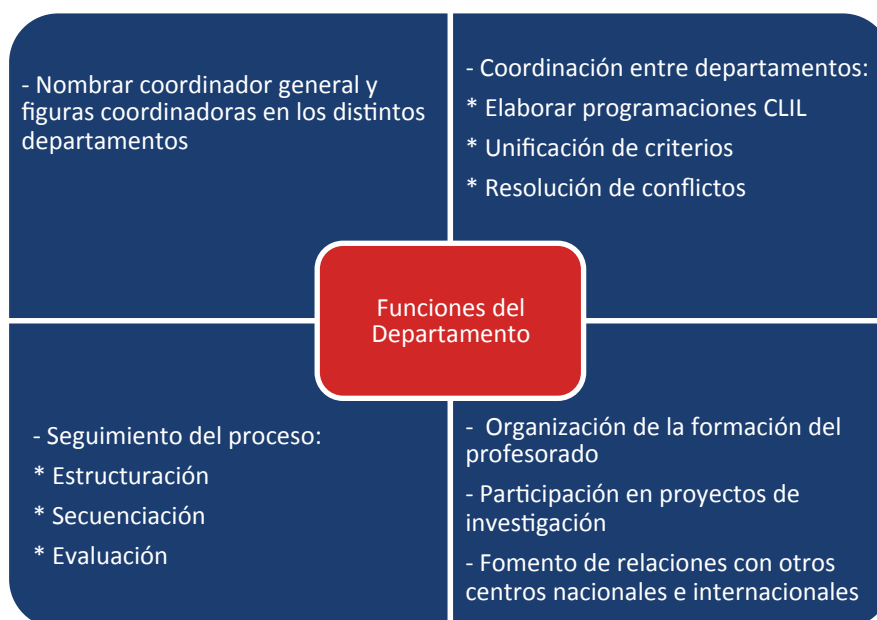 - Nombrar coordinador general y
figuras coordinadoras en los distintos
departamentos
- Coordinación entre departamentos:
* Elaborar programaciones CLIL
* Unificación de criterios
* Resolución de conflictos
Funciones del
Departamento
- Seguimiento del proceso:
* Estructuración
* Secuenciación
* Evaluación
- Organización de la formación del
profesorado
- Participación en proyectos de
investigación
- Fomento de relaciones con otros
centros nacionales e internacionales